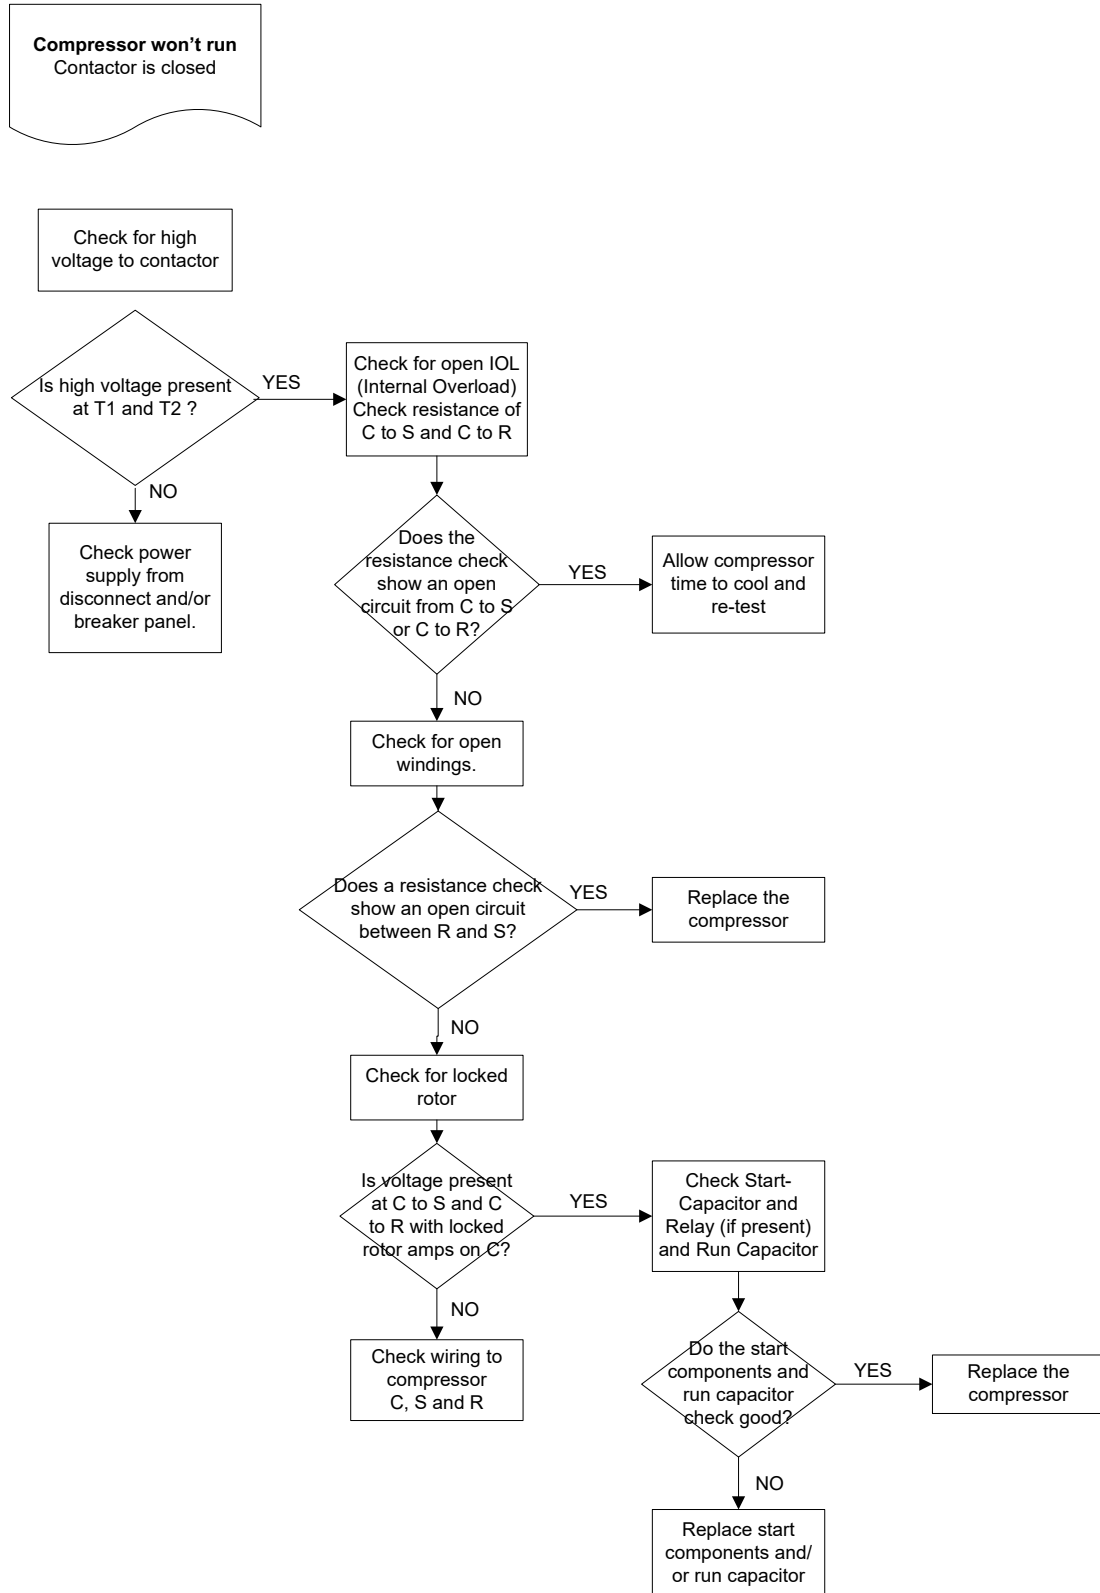 Compressor won't run
Contactor is closed
Check for high
voltage to contactor
Is high voltage present
at T1 and T2 ?
YES
NO
Check power
supply from
disconnect and/or
breaker panel.
Check for open IOL
(Internal Overload)
Check resistance of
C to S and C to R
Does the
resistance check
show an open
circuit from C to S
or C to R?
YES
Allow compressor
time to cool and
re-test
NO
Check for open
windings.
Does a resistance check
show an open circuit
between R and S?
YES
Replace the
compressor
NO
Check for locked
rotor
Is voltage present
at C to S and C
to R with locked
rotor amps on C?
YES
NO
Check wiring to
compressor
C, S and R
Check Start-
Capacitor and
Relay (if present)
and Run Capacitor
Do the start
components and
run capacitor
check good?
YES
Replace the
compressor
NO
Replace start
components and/
or run capacitor